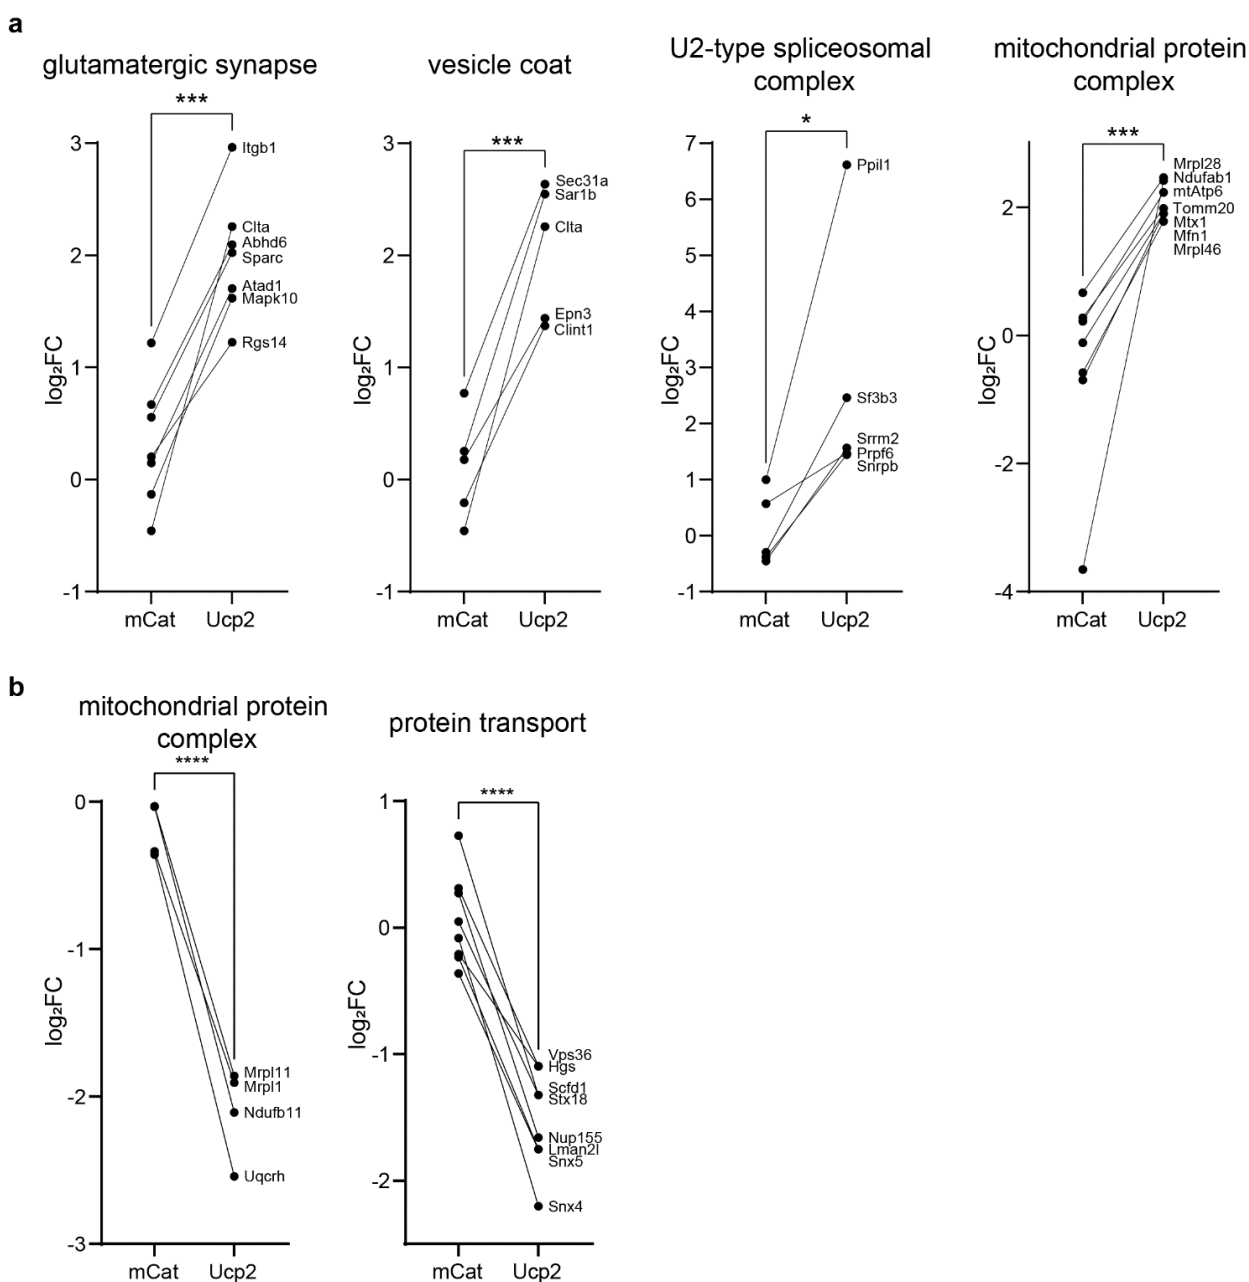 a
glutamatergic synapse
***
3
2
1
0
-1
log₂FC
Itgb1
Clta
Abhd6
Sparc
Atad1
Mapk10
Rgs14
mCat
Ucp2
vesicle coat
***
3
2
1
0
-1
log₂FC
Sec31a
Sar1b
Clta
Epn3
Clint1
mCat
Ucp2
U2-type spliceosomal
complex
*
7
6
5
4
3
2
1
0
-1
log₂FC
Ppil1
Sf3b3
Srrm2
Prpf6
Snrpb
mCat
Ucp2
mitochondrial protein
complex
***
2
0
-2
-4
log₂FC
Mrpl28
Ndufab1
mtAtp6
Tomm20
Mtx1
Mfn1
Mrpl46
mCat
Ucp2
b
mitochondrial protein
complex
****
0
-1
-2
-3
log₂FC
Mrpl11
Mrpl1
Ndufb11
Uqcrh
mCat
Ucp2
protein transport
****
1
0
-1
-2
log₂FC
Vps36
Hgs
Scfd1
Stx18
Nup155
Lman2l
Snx5
Snx4
mCat
Ucp2